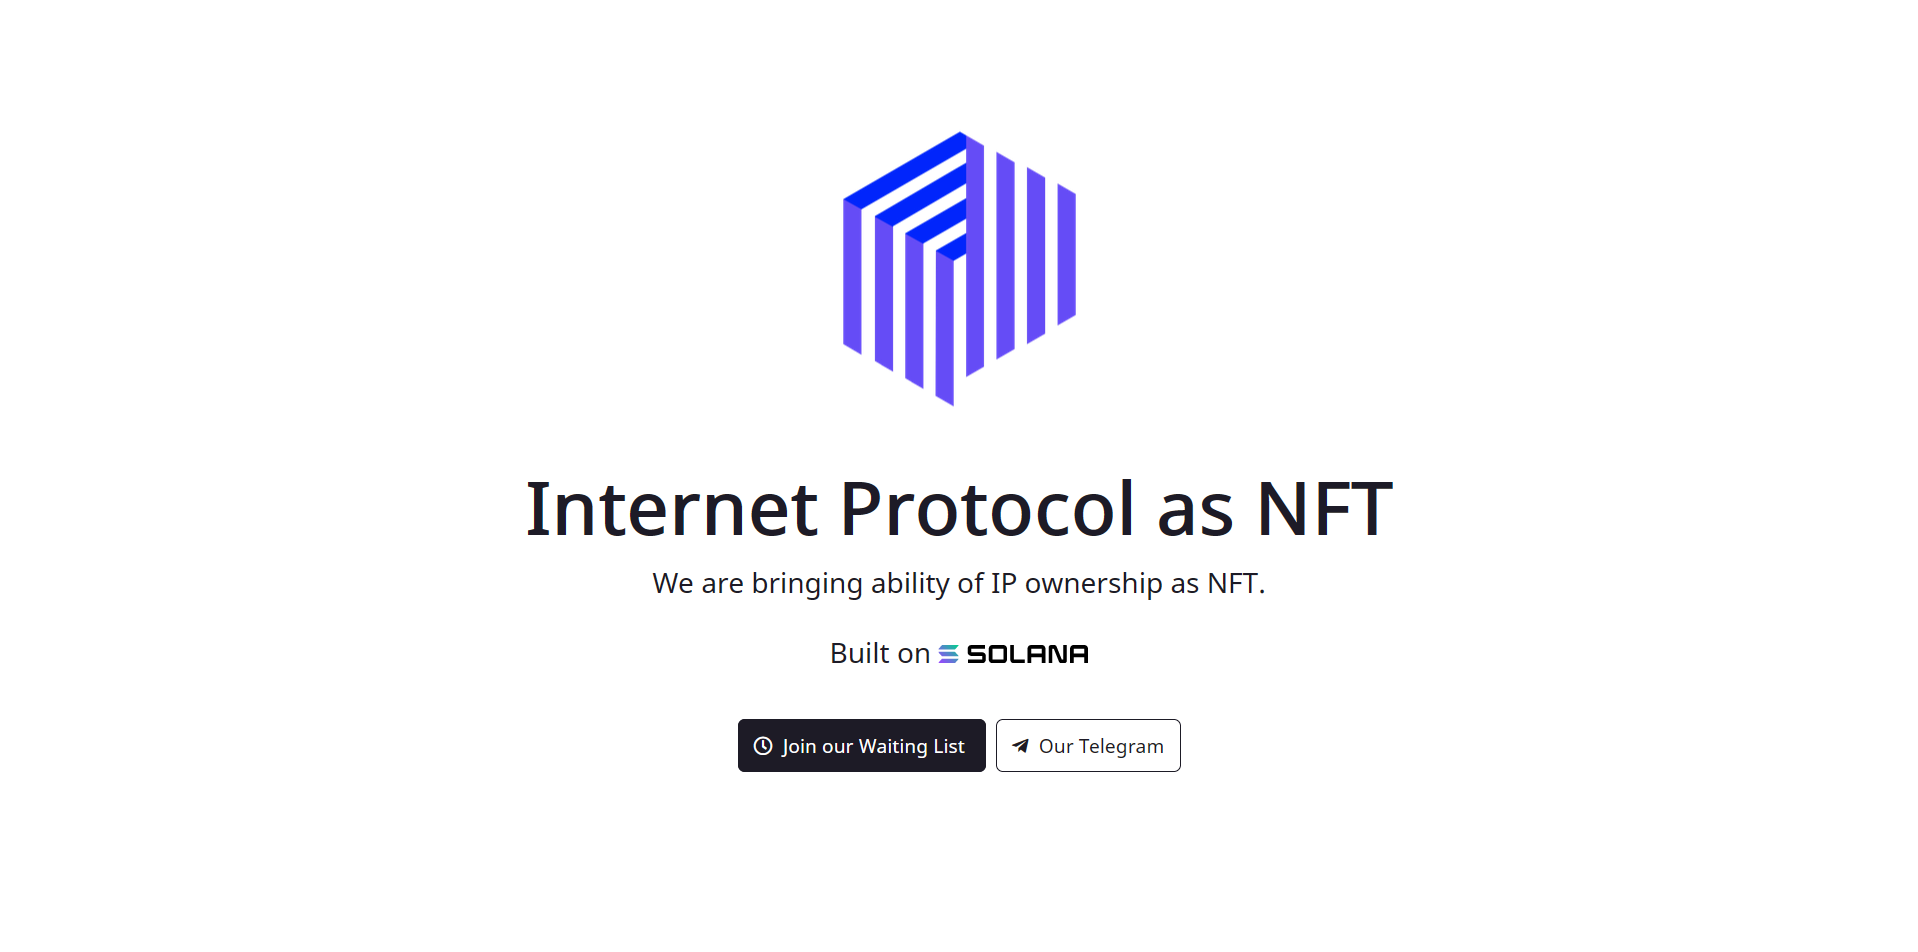 Internet Protocol as NFT
We are bringing ability of IP ownership as NFT.
Built on SOLANA
Join our Waiting List
Our Telegram